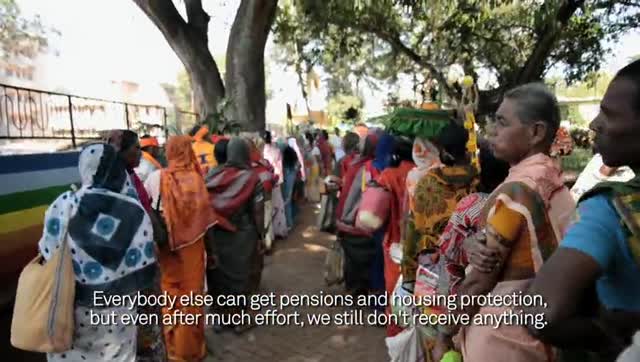 Everybody else can get pensions and housing protection,
but even after much effort, we still don't receive anything.